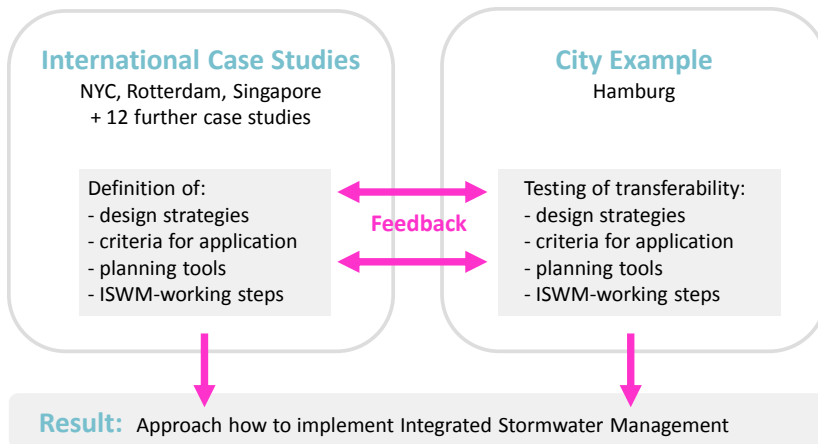 International Case Studies
NYC, Rotterdam, Singapore
+ 12 further case studies
Definition of:
- design strategies
- criteria for application
- planning tools
- ISWM-working steps
Feedback
City Example
Hamburg
Testing of transferability:
- design strategies
- criteria for application
- planning tools
- ISWM-working steps
Result: Approach how to implement Integrated Stormwater Management